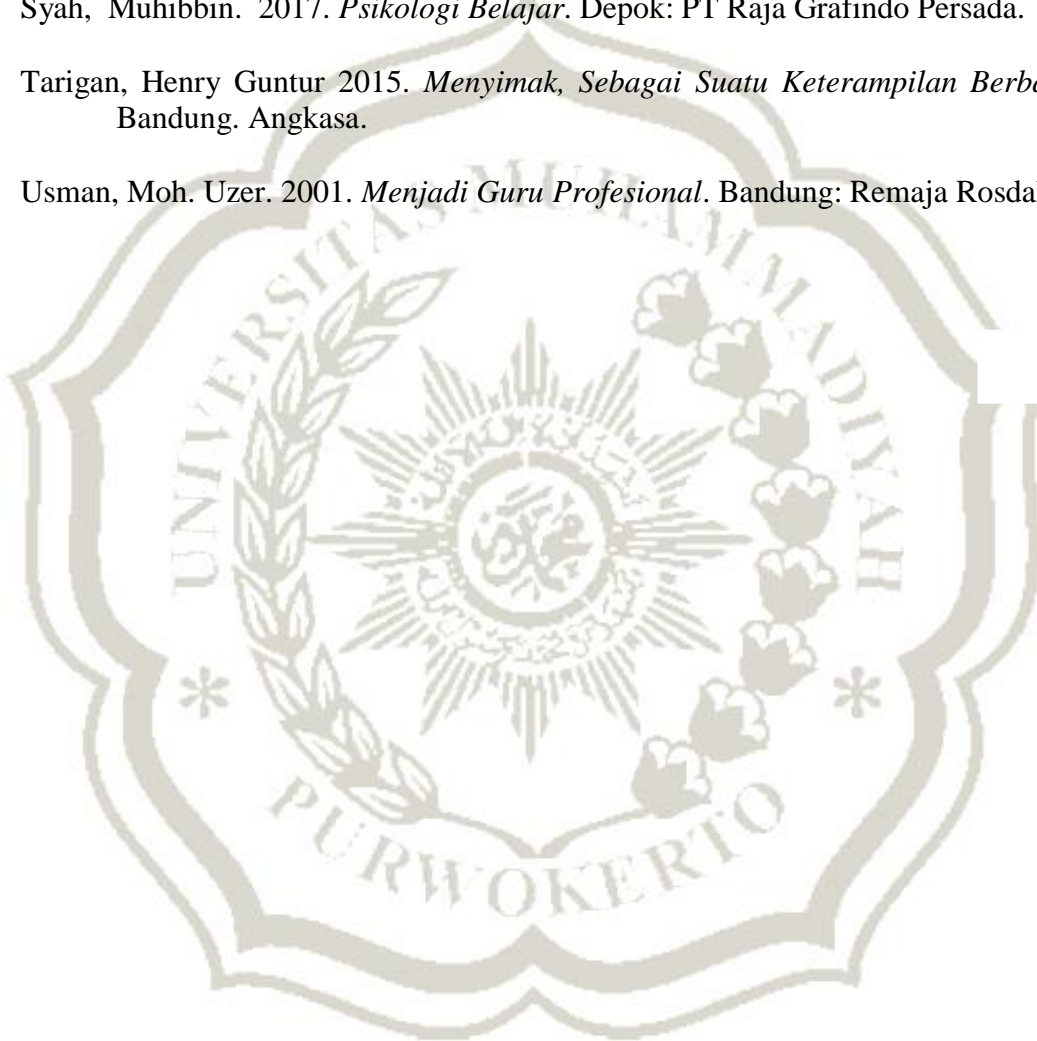 Syah, Muhibbin. 2017. Psikologi Belajar. Depok: PT Raja Grafindo Persada.
Tarigan, Henry Guntur 2015. Menyimak, Sebagai Suatu Keterampilan
Bandung. Angkasa.
Usman, Moh. Uzer. 2001. Menjadi Guru Profesional. Bandung: Remaja
UNIVERSITAS MUHAMMADIYAH
PURWOKERTO